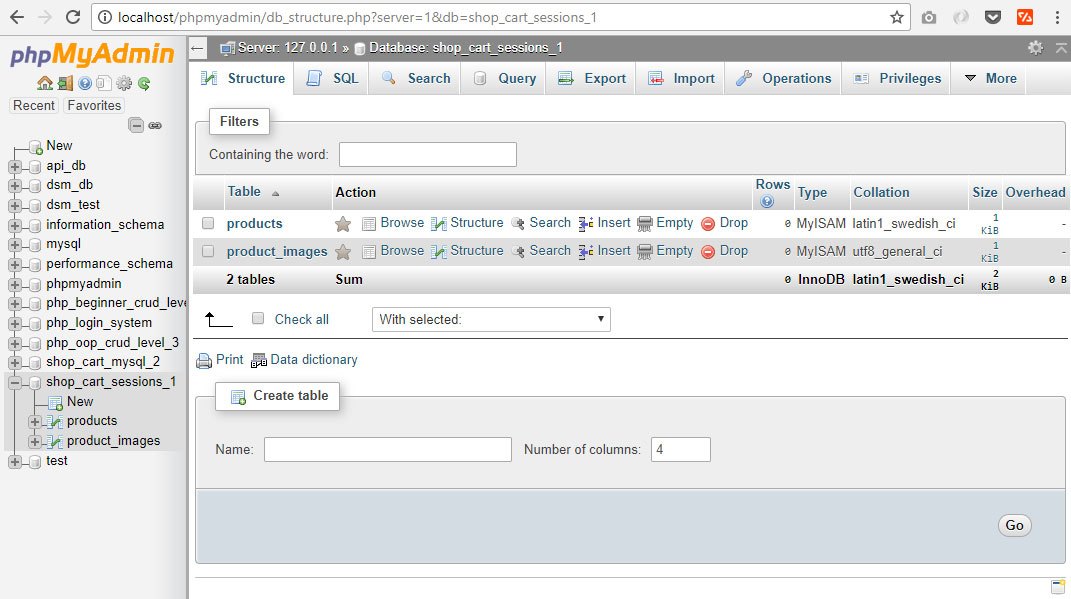 localhost/phpmyadmin/db_structure.php?server=1&db=shop_cart_sessions_1
phpMyAdmin
Recent Favorites
New
api_db
dsm_db
dsm_test
information_schema
mysql
performance_schema
phpmyadmin
php_beginner_crud_leve
php_login_system
php_oop_crud_level_3
shop_cart_mysql_2
shop_cart_sessions_1
New
products
product_images
test
Server: 127.0.0.1 » Database: shop_cart_sessions_1
Structure SQL Search Query Export Import Operations Privileges More
Filters
Containing the word:
Table Action Rows Type Collation Size Overhead
products Browse Structure Search Insert Empty Drop 0 MyISAM latin1_swedish_ci 1 KiB -
product_images Browse Structure Search Insert Empty Drop 0 MyISAM utf8_general_ci 1 KiB -
2 tables Sum 0 InnoDB latin1_swedish_ci 2 KiB 0 B
Check all With selected:
Print Data dictionary
Create table
Name: Number of columns: 4
Go